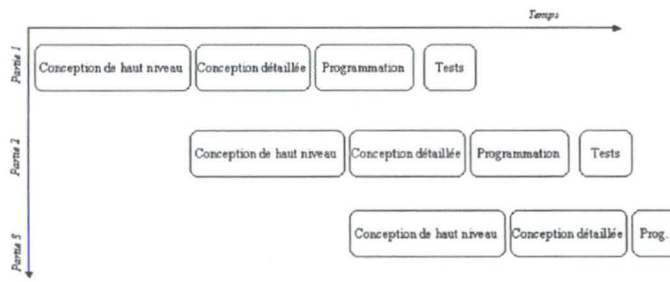 Temps
Partie 1
Conception de haut niveau
Conception détaillée
Programmation
Tests
Partie 2
Conception de haut niveau
Conception détaillée
Programmation
Tests
Partie 3
Conception de haut niveau
Conception détaillée
Prog.